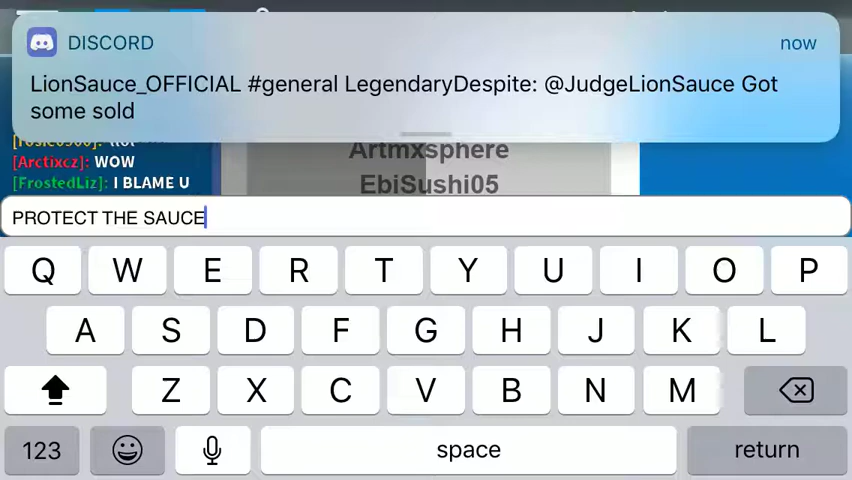 DISCORD now
LionSauce_OFFICIAL #general LegendaryDespite: @JudgeLionSauce Got
some sold
[Arctixcz]: WOW
[FrostedLiz]: I BLAME U
Artmxsphere
EbiSushi05
PROTECT THE SAUCE
Q W E R T Y U I O P
A S D F G H J K L
Z X C V B N M
123 space return